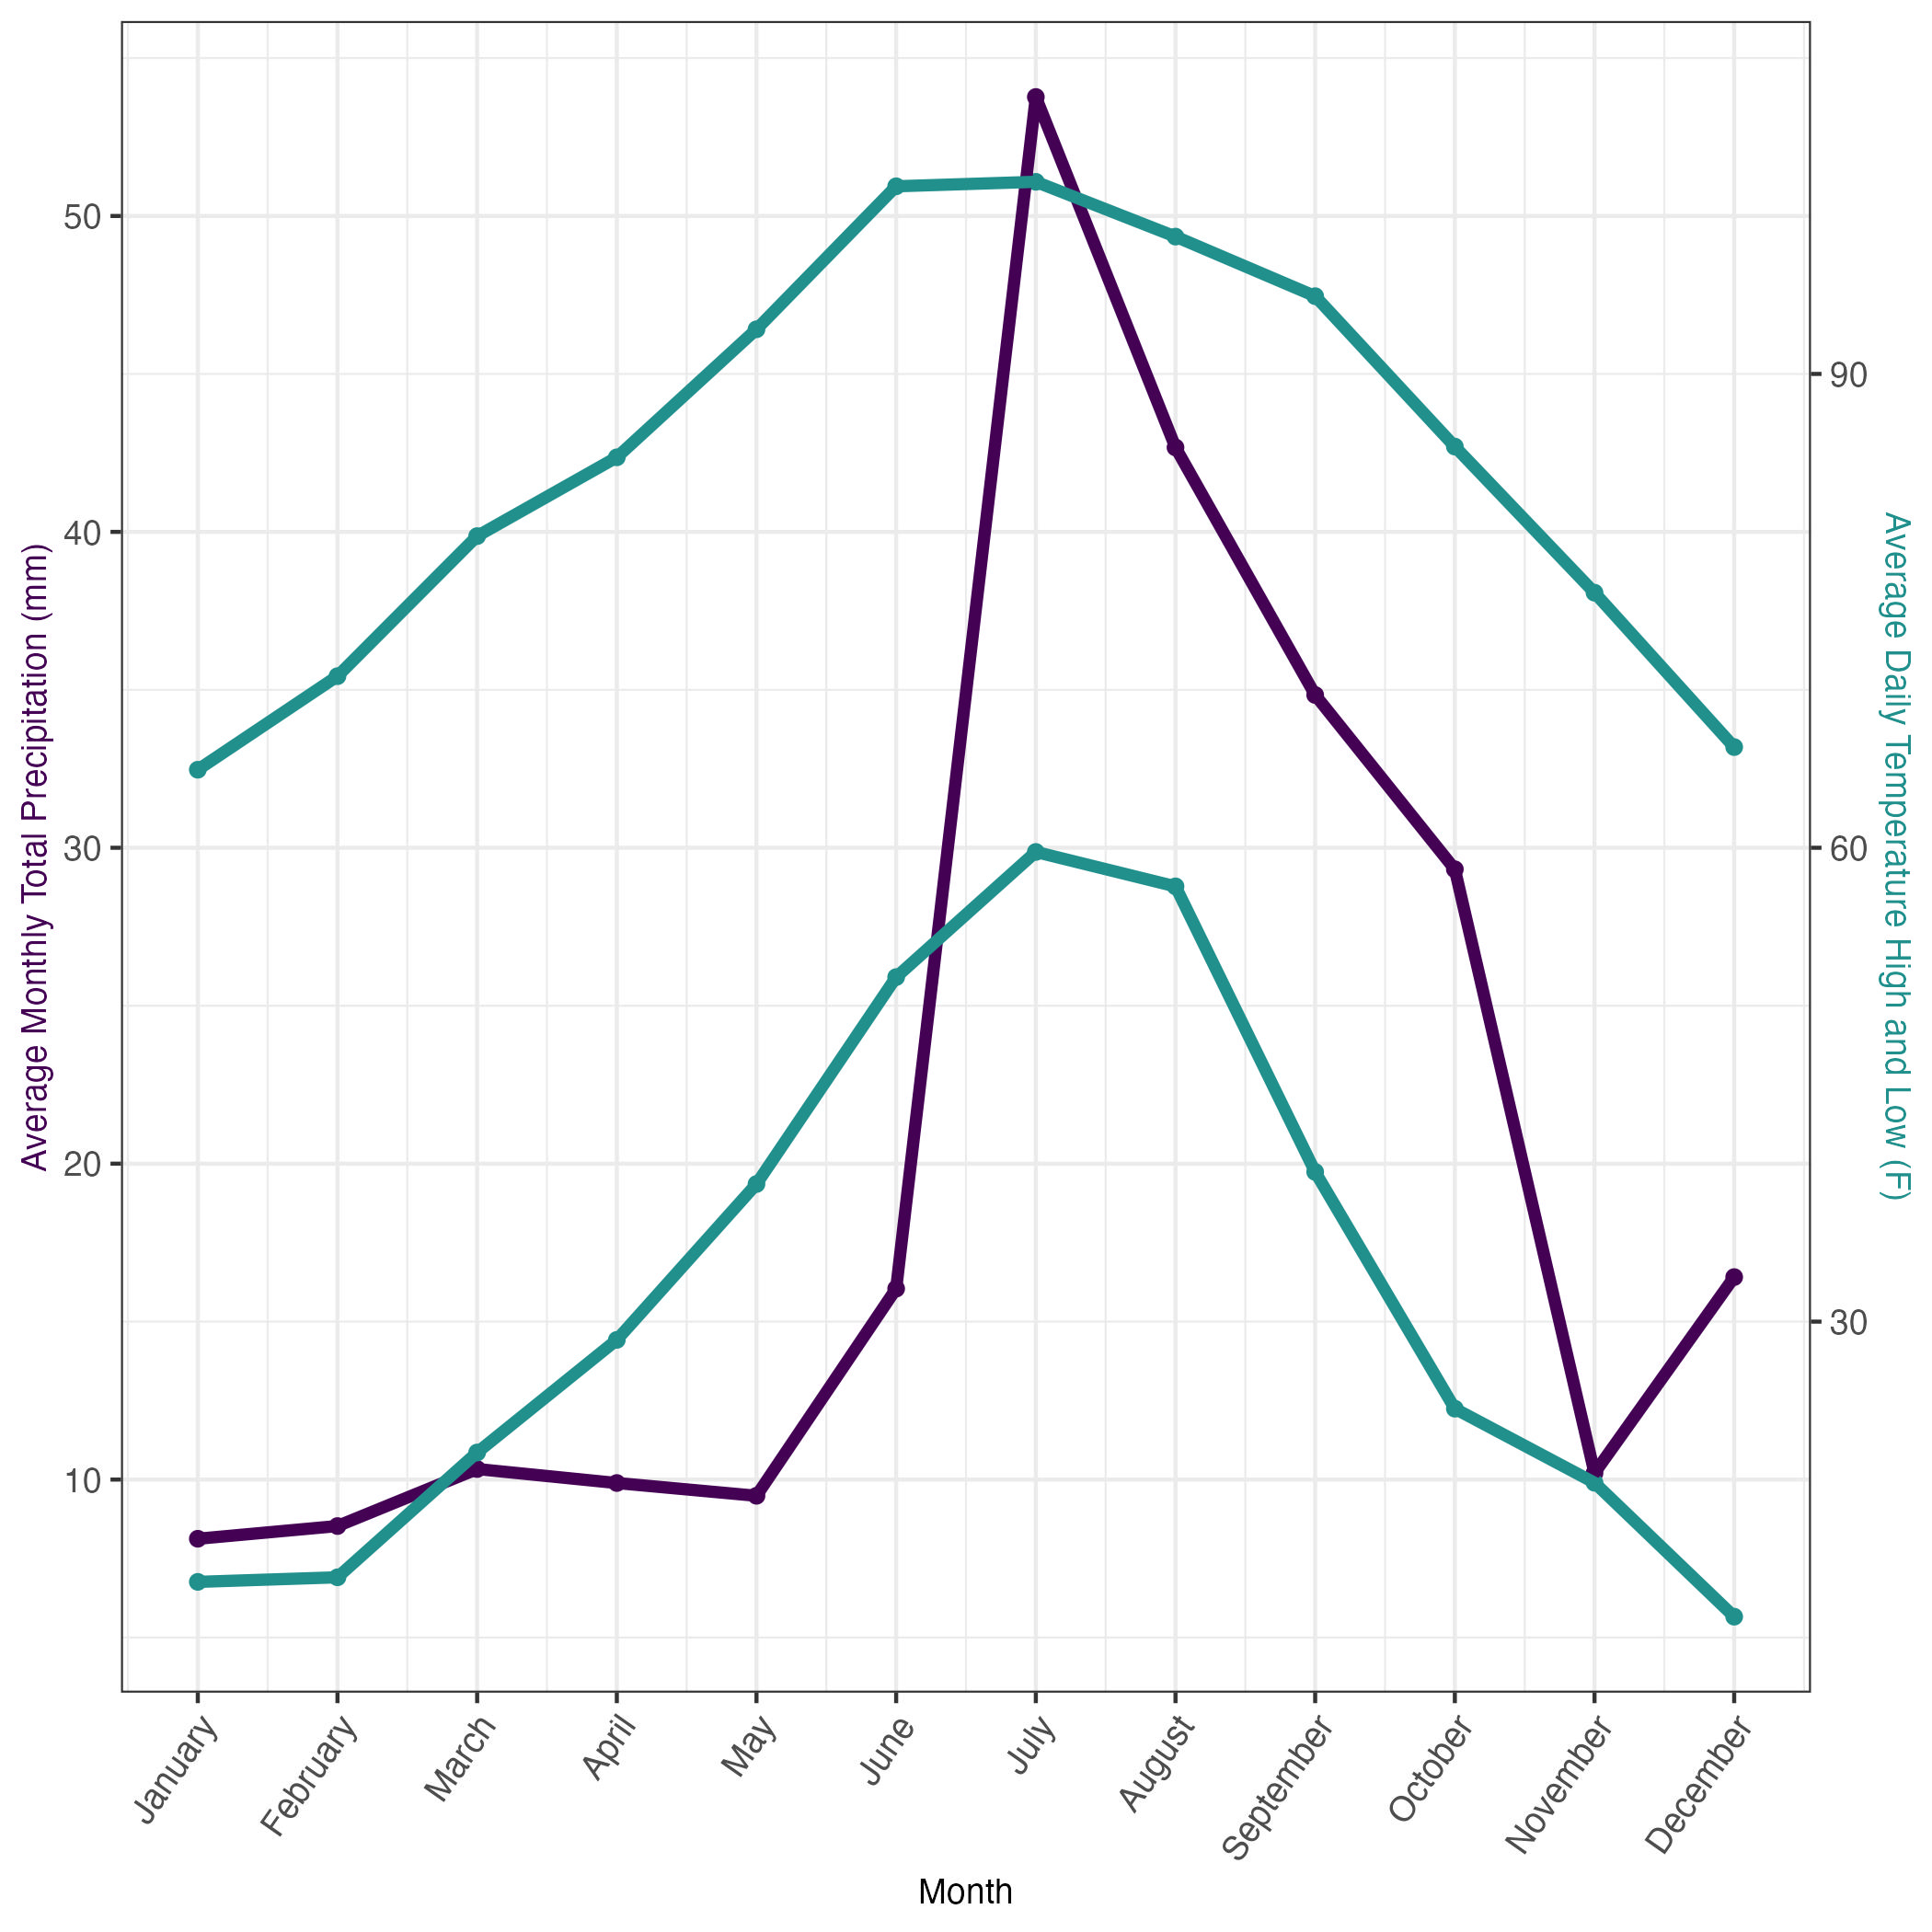 Average Monthly Total Precipitation (mm)
50
40
30
20
10
90
60
30
Average Daily Temperature High and Low (F)
January
February
March
April
May
June
July
August
September
October
November
December
Month